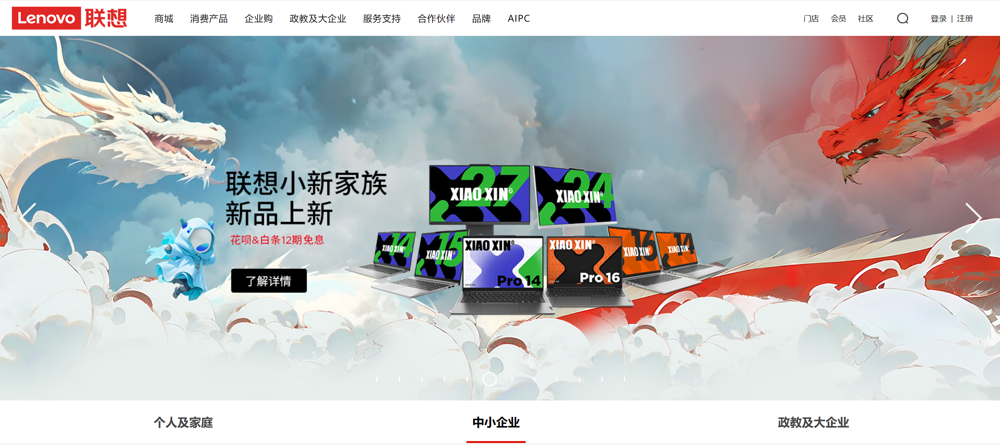 Lenovo 联想
商城 消费产品 企业购 政教及大企业 服务支持 合作伙伴 品牌 AIPC
门店 会员 社区 登录 | 注册
联想小新家族
新品上新
花呗&白条12期免息
了解详情
27
XIAO XIN
24
XIAO XIN
14
XIAO XIN
15
XIAO XIN
XIAO XIN
Pro 14
2024 >>>
XIAO XIN
Pro 16
2024 >>>
16
XIAO XIN
14
XIAO XIN
个人及家庭 中小企业 政教及大企业